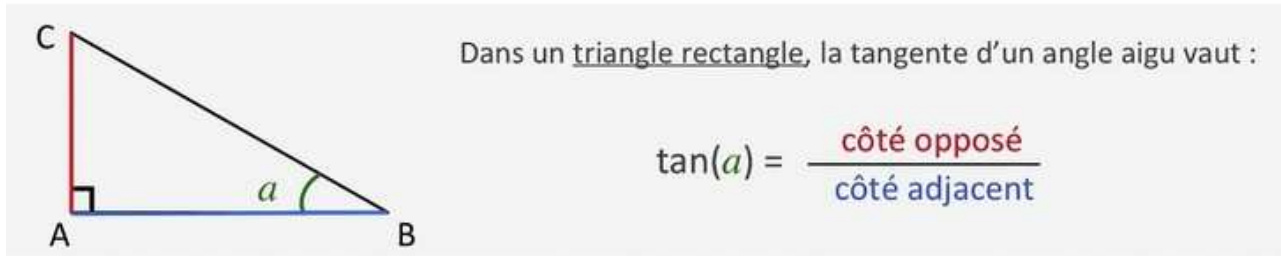 C
Dans un triangle rectangle, la tangente d'un angle aigu vaut :
tan(a) = côté opposé
côté adjacent
a
A
B